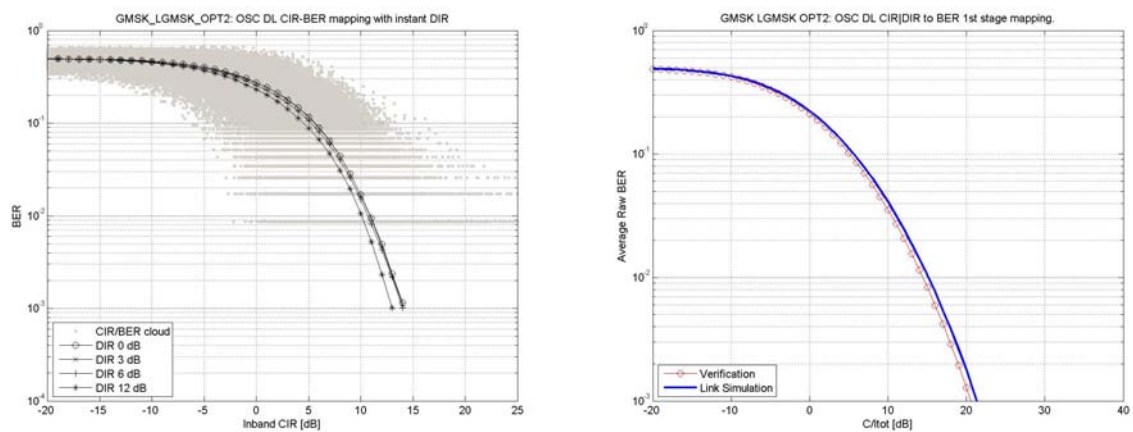 GMSK_LGMSK_OPT2: OSC DL CIR-BER mapping with instant DIR
10^0
10^-1
10^-2
10^-3
10^-4
BER
CIR/BER cloud
DIR 0 dB
DIR 3 dB
DIR 6 dB
DIR 12 dB
-20 -15 -10 -5 0 5 10 15 20 25
Inband CIR [dB]
GMSK LGMSK OPT2: OSC DL CIR|DIR to BER 1st stage mapping.
10^0
10^-1
10^-2
10^-3
Average Raw BER
Verification
Link Simulation
-20 -10 0 10 20 30 40
C/Itot [dB]